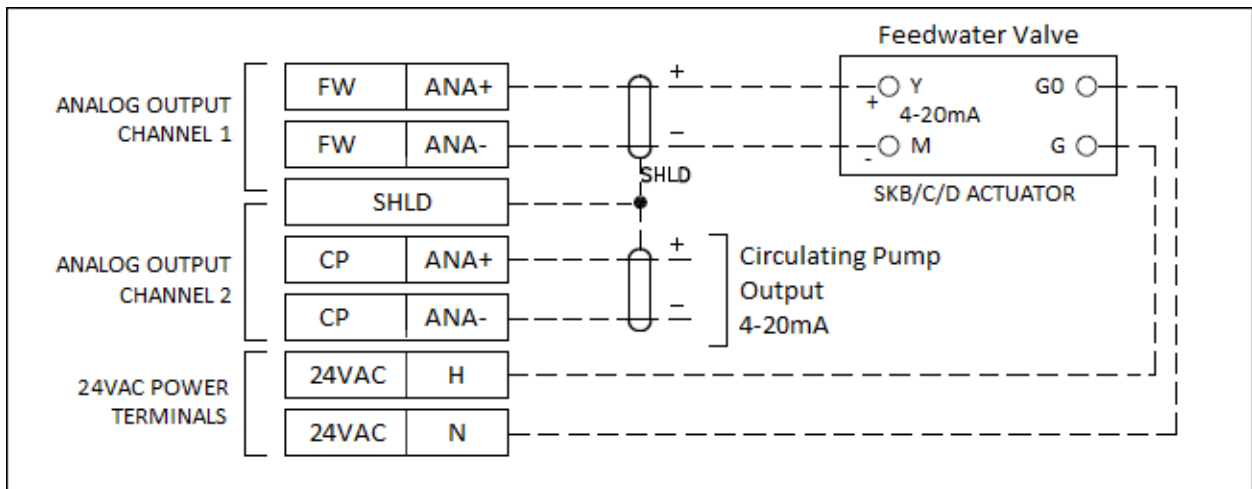 Feedwater Valve
ANALOG OUTPUT
CHANNEL 1
FW ANA+
+
Y G0
+
4-20mA
FW ANA-
–
M G
-
SHLD
SHLD
SKB/C/D ACTUATOR
ANALOG OUTPUT
CHANNEL 2
CP ANA+
+
Circulating Pump
Output
4-20mA
CP ANA-
–
24VAC POWER
TERMINALS
24VAC H
24VAC N